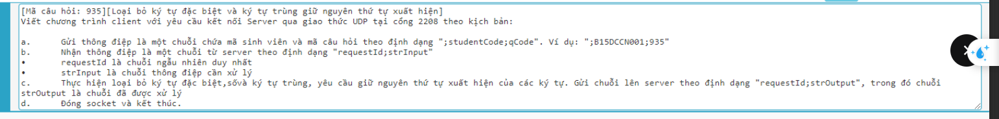 [Mã câu hỏi: 935][Loại bỏ ký tự đặc biệt và ký tự trùng giữ nguyên thứ tự xuất hiện]
Viết chương trình client với yêu cầu kết nối Server qua giao thức UDP tại cổng 2208 theo kịch bản:
a. Gửi thông điệp là một chuỗi chứa mã sinh viên và mã câu hỏi theo định dạng ";studentCode;qCode". Ví dụ: ";B15DCCN001;935"
b. Nhận thông điệp là một chuỗi từ server theo định dạng "requestId;strInput"
• requestId là chuỗi ngẫu nhiên duy nhất
• strInput là chuỗi thông điệp cần xử lý
c. Thực hiện loại bỏ ký tự đặc biệt,sốvà ký tự trùng, yêu cầu giữ nguyên thứ tự xuất hiện của các ký tự. Gửi chuỗi lên server theo định dạng "requestId;strOutput", trong đó chuỗi
strOutput là chuỗi đã được xử lý
d. Đóng socket và kết thúc.